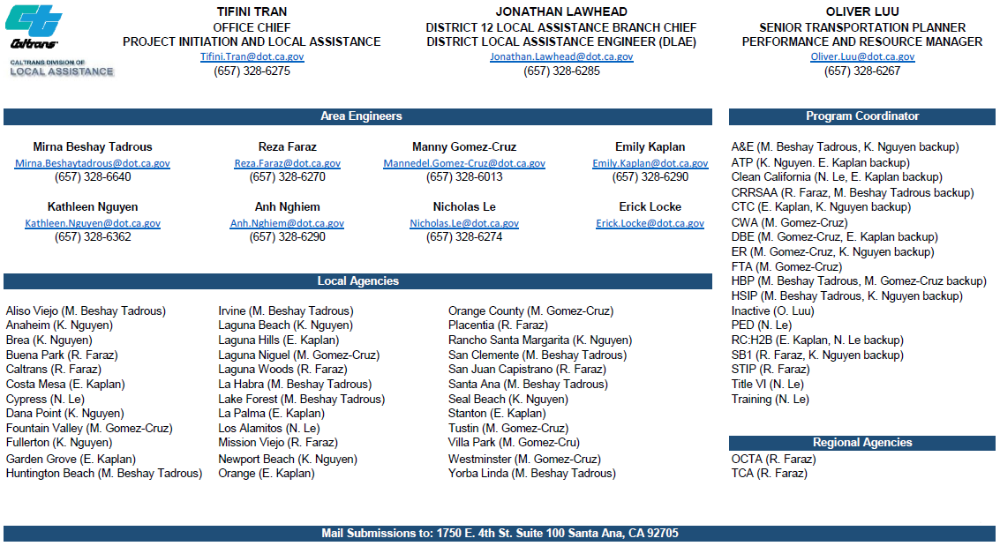 Caltrans
CALTRANS DIVISION OF
LOCAL ASSISTANCE
TIFINI TRAN
OFFICE CHIEF
PROJECT INITIATION AND LOCAL ASSISTANCE
Tifini.Tran@dot.ca.gov
(657) 328-6275
JONATHAN LAWHEAD
DISTRICT 12 LOCAL ASSISTANCE BRANCH CHIEF
DISTRICT LOCAL ASSISTANCE ENGINEER (DLAE)
Jonathan.Lawhead@dot.ca.gov
(657) 328-6285
OLIVER LUU
SENIOR TRANSPORTATION PLANNER
PERFORMANCE AND RESOURCE MANAGER
Oliver.Luu@dot.ca.gov
(657) 328-6267
Area Engineers
Mirna Beshay Tadrous
Mirna.Beshaytadrous@dot.ca.gov
(657) 328-6640
Reza Faraz
Reza.Faraz@dot.ca.gov
(657) 328-6270
Manny Gomez-Cruz
Mannedel.Gomez-Cruz@dot.ca.gov
(657) 328-6013
Emily Kaplan
Emily.Kaplan@dot.ca.gov
(657) 328-6290
Kathleen Nguyen
Kathleen.Nguyen@dot.ca.gov
(657) 328-6362
Anh Nghiem
Anh.Nghiem@dot.ca.gov
(657) 328-6290
Nicholas Le
Nicholas.Le@dot.ca.gov
(657) 328-6274
Erick Locke
Erick.Locke@dot.ca.gov
Local Agencies
Aliso Viejo (M. Beshay Tadrous)
Anaheim (K. Nguyen)
Brea (K. Nguyen)
Buena Park (R. Faraz)
Caltrans (R. Faraz)
Costa Mesa (E. Kaplan)
Cypress (N. Le)
Dana Point (K. Nguyen)
Fountain Valley (M. Gomez-Cruz)
Fullerton (K. Nguyen)
Garden Grove (E. Kaplan)
Huntington Beach (M. Beshay Tadrous)
Irvine (M. Beshay Tadrous)
Laguna Beach (K. Nguyen)
Laguna Hills (E. Kaplan)
Laguna Niguel (M. Gomez-Cruz)
Laguna Woods (R. Faraz)
La Habra (M. Beshay Tadrous)
Lake Forest (M. Beshay Tadrous)
La Palma (E. Kaplan)
Los Alamitos (N. Le)
Mission Viejo (R. Faraz)
Newport Beach (K. Nguyen)
Orange (E. Kaplan)
Orange County (M. Gomez-Cruz)
Placentia (R. Faraz)
Rancho Santa Margarita (K. Nguyen)
San Clemente (M. Beshay Tadrous)
San Juan Capistrano (R. Faraz)
Santa Ana (M. Beshay Tadrous)
Seal Beach (K. Nguyen)
Stanton (E. Kaplan)
Tustin (M. Gomez-Cruz)
Villa Park (M. Gomez-Cru)
Westminster (M. Gomez-Cruz)
Yorba Linda (M. Beshay Tadrous)
Program Coordinator
A&E (M. Beshay Tadrous, K. Nguyen backup)
ATP (K. Nguyen. E. Kaplan backup)
Clean California (N. Le, E. Kaplan backup)
CRRSAA (R. Faraz, M. Beshay Tadrous backup)
CTC (E. Kaplan, K. Nguyen backup)
CWA (M. Gomez-Cruz)
DBE (M. Gomez-Cruz, E. Kaplan backup)
ER (M. Gomez-Cruz, K. Nguyen backup)
FTA (M. Gomez-Cruz)
HBP (M. Beshay Tadrous, M. Gomez-Cruz backup)
HSIP (M. Beshay Tadrous, K. Nguyen backup)
Inactive (O. Luu)
PED (N. Le)
RC:H2B (E. Kaplan, N. Le backup)
SB1 (R. Faraz, K. Nguyen backup)
STIP (R. Faraz)
Title VI (N. Le)
Training (N. Le)
Regional Agencies
OCTA (R. Faraz)
TCA (R. Faraz)
Mail Submissions to: 1750 E. 4th St. Suite 100 Santa Ana, CA 92705